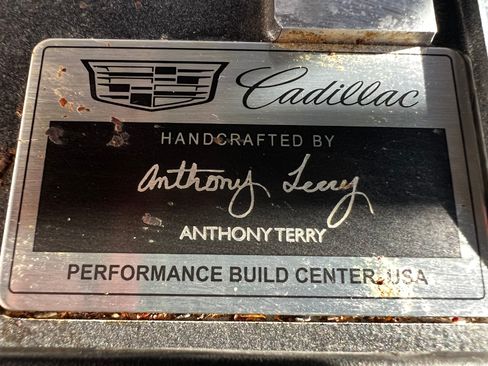 Cadillac
HANDCRAFTED BY
Anthony Terry
ANTHONY TERRY
PERFORMANCE BUILD CENTER, USA